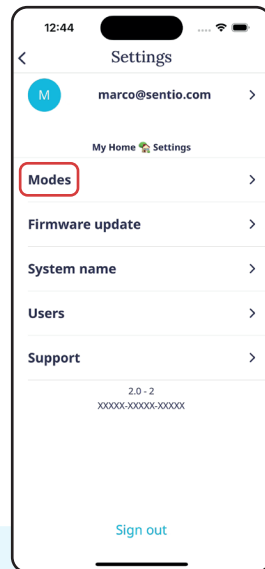 12:44
Settings
M
marco@sentio.com
My Home 🏡 Settings
Modes
Firmware update
System name
Users
Support
2.0 - 2
XXXXX-XXXXX-XXXXX
Sign out